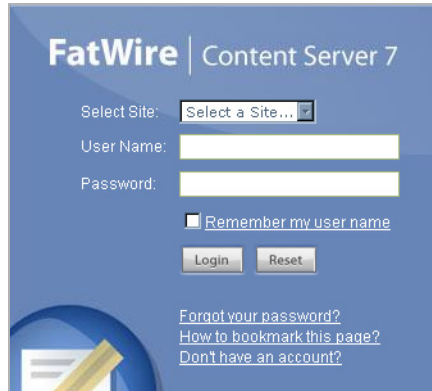 FatWire | Content Server 7
Select Site: Select a Site...
User Name:
Password:
Remember my user name
Login Reset
Forgot your password?
How to bookmark this page?
Don't have an account?